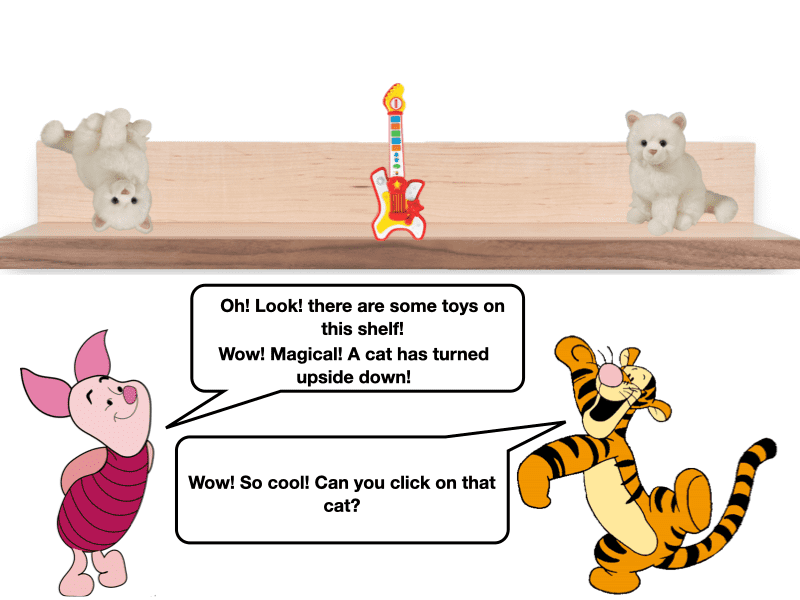 Oh! Look! there are some toys on
this shelf!
Wow! Magical! A cat has turned
upside down!
Wow! So cool! Can you click on that
cat?